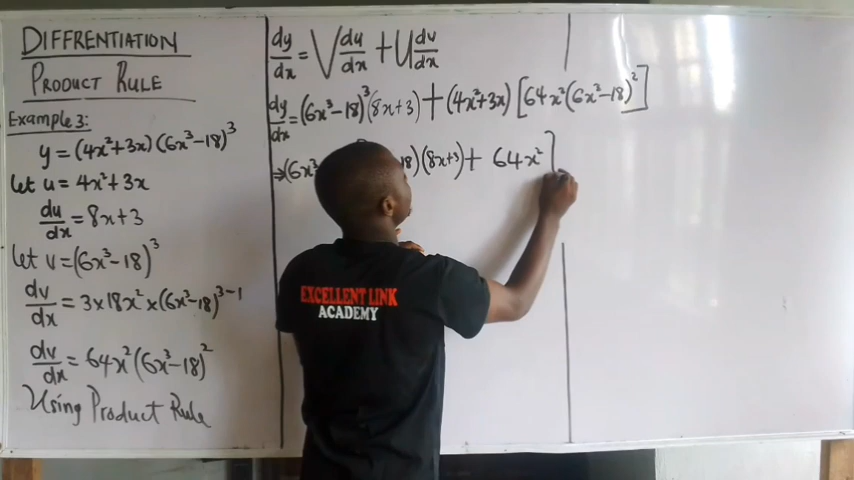 DIFFRENTIATION
PRODUCT RULE
Example 3:
y = (4x²+3x)(6x³-18)³
let u = 4x²+3x
du/dx = 8x+3
let v = (6x³-18)³
dv/dx = 3x18x²x(6x³-18)³⁻¹
dv/dx = 64x²(6x³-18)²
Using Product Rule
dy/dx = V du/dx + U dv/dx
dy/dx = (6x³-18)³(8x+3)+(4x²+3x)[64x²(6x³-18)²]
⇒(6x³ 18)(8x+3)+ 64x²]
EXCELLENT LINK
ACADEMY